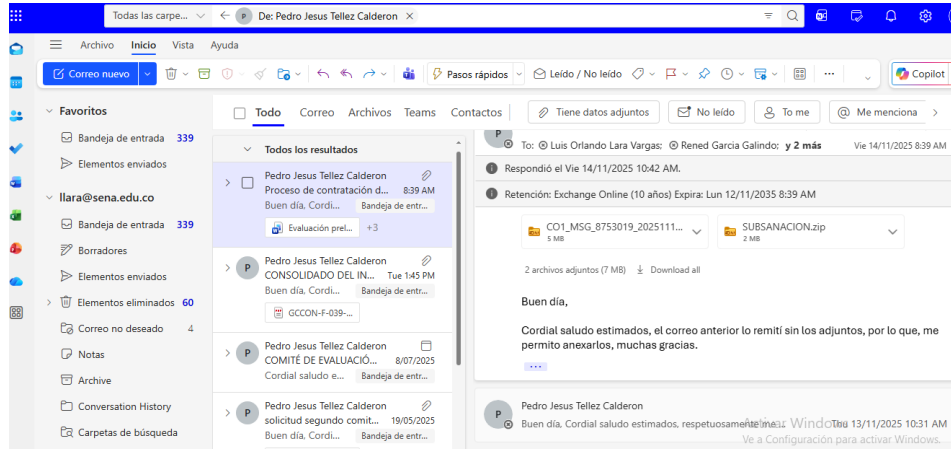 Todas las carpe...
P De: Pedro Jesus Tellez Calderon
Archivo Inicio Vista Ayuda
Correo nuevo
Pasos rápidos
Leído / No leído
...
Copilot
Favoritos
Bandeja de entrada 339
Elementos enviados
llara@sena.edu.co
Bandeja de entrada 339
Borradores
Elementos enviados
Elementos eliminados 60
Correo no deseado 4
Notas
Archive
Conversation History
Carpetas de búsqueda
Todo Correo Archivos Teams Contactos
Tiene datos adjuntos
No leído
To me
Me menciona
Todos los resultados
Pedro Jesus Tellez Calderon
Proceso de contratación d... 8:39 AM
Buen día, Cordi... Bandeja de entr...
Evaluación prel... +3
P Pedro Jesus Tellez Calderon
CONSOLIDADO DEL IN... Tue 1:45 PM
Buen día, Cordi... Bandeja de entr...
GCCON-F-039-...
P Pedro Jesus Tellez Calderon
COMITÉ DE EVALUACIÓ... 8/07/2025
Cordial saludo e... Bandeja de entr...
P Pedro Jesus Tellez Calderon
solicitud segundo comit... 19/05/2025
Buen día, Cordi... Bandeja de entr...
P
To: Luis Orlando Lara Vargas; Rened Garcia Galindo; y 2 más Vie 14/11/2025 8:39 AM
Respondió el Vie 14/11/2025 10:42 AM.
Retención: Exchange Online (10 años) Expira: Lun 12/11/2035 8:39 AM
CO1_MSG_8753019_2025111...
5 MB
SUBSANACION.zip
2 MB
2 archivos adjuntos (7 MB) Download all
Buen día,
Cordial saludo estimados, el correo anterior lo remití sin los adjuntos, por lo que, me
permito anexarlos, muchas gracias.
...
P Pedro Jesus Tellez Calderon
Buen día, Cordial saludo estimados, respetuosamente me ... Thu 13/11/2025 10:31 AM
Activar Windows
Ve a Configuración para activar Windows.